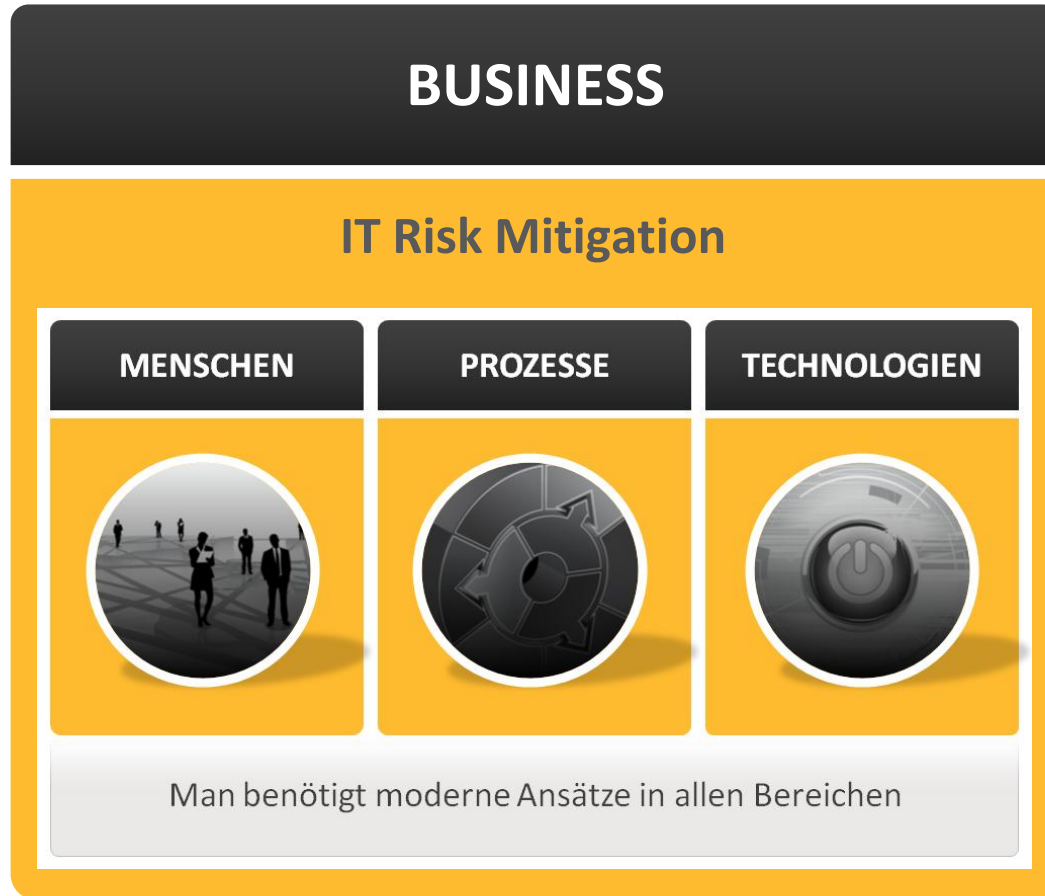 BUSINESS
IT Risk Mitigation
MENSCHEN
PROZESSE
TECHNOLOGIEN
Man benötigt moderne Ansätze in allen Bereichen